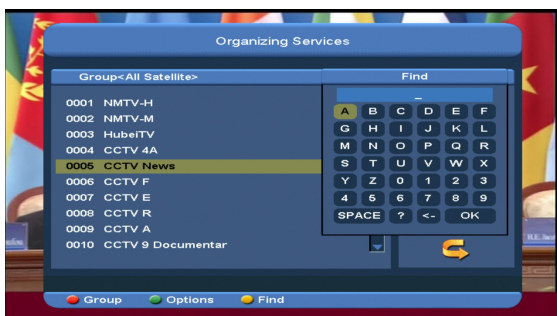 Organizing Services
Group<All Satellite>
0001 NMTV-H
0002 NMTV-M
0003 HubeiTV
0004 CCTV 4A
0005 CCTV News
0006 CCTV F
0007 CCTV E
0008 CCTV R
0009 CCTV A
0010 CCTV 9 Documentar
Find
_
A B C D E F
G H I J K L
M N O P Q R
S T U V W X
Y Z 0 1 2 3
4 5 6 7 8 9
SPACE ? <- OK
Group Options Find